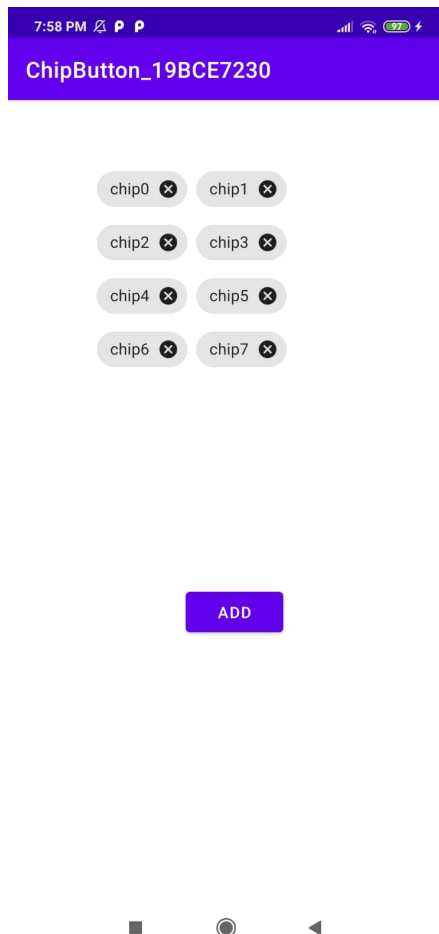 7:58 PM 97
ChipButton_19BCE7230
chip0 chip1
chip2 chip3
chip4 chip5
chip6 chip7
ADD